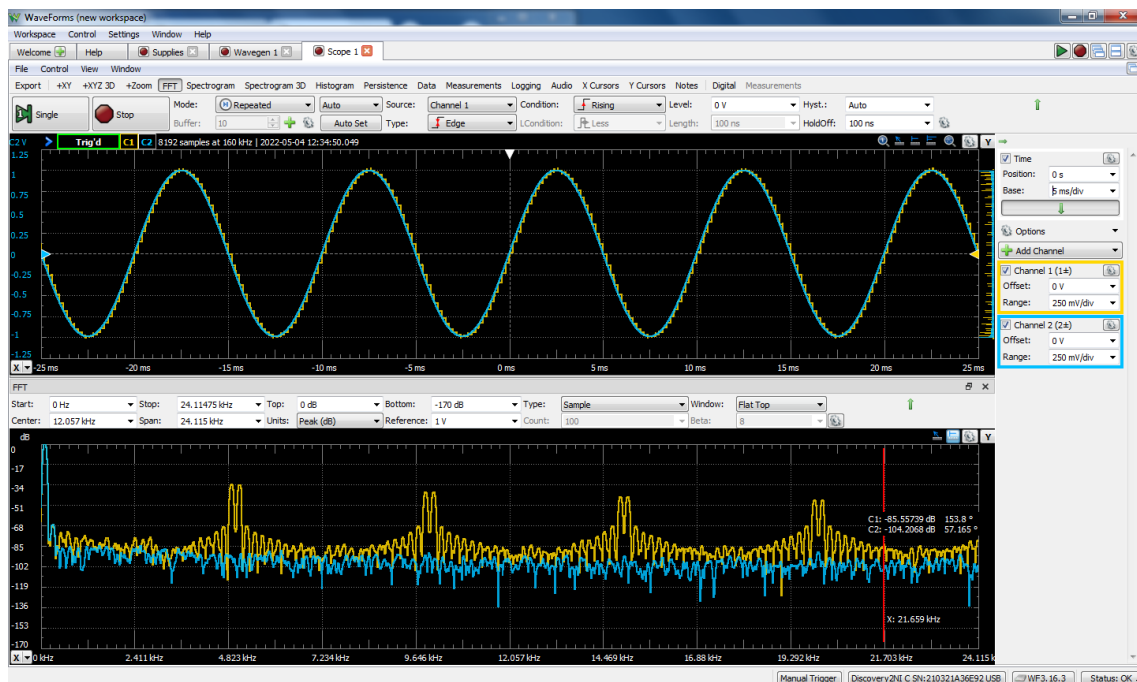 WaveForms (new workspace)
Workspace Control Settings Window Help
Welcome Help Supplies Wavegen 1 Scope 1
File Control View Window
Export +XY +XYZ 3D +Zoom FFT Spectrogram Spectrogram 3D Histogram Persistence Data Measurements Logging Audio X Cursors Y Cursors Notes Digital Measurements
Single Stop Mode: Repeated Auto Source: Channel 1 Condition: Rising Level: 0 V Hyst.: Auto
Buffer: 10 Auto Set Type: Edge LCondition: Less Length: 100 ns HoldOff: 100 ns
C2 V Trig'd C1 C2 8192 samples at 160 kHz | 2022-05-04 12:34:50.049 Y
1.25
1
0.75
0.5
0.25
0
-0.25
-0.5
-0.75
-1
-1.25
X -25 ms -20 ms -15 ms -10 ms -5 ms 0 ms 5 ms 10 ms 15 ms 20 ms 25 ms
Time
Position: 0 s
Base: 5 ms/div
Options
Add Channel
Channel 1 (1±)
Offset: 0 V
Range: 250 mV/div
Channel 2 (2±)
Offset: 0 V
Range: 250 mV/div
FFT
Start: 0 Hz Stop: 24.11475 kHz Top: 0 dB Bottom: -170 dB Type: Sample Window: Flat Top
Center: 12.057 kHz Span: 24.115 kHz Units: Peak (dB) Reference: 1 V Count: 100 Beta: 8
dB Y
0
-17
-34
-51
-68
-85
-102
-119
-136
-153
-170
C1: -85.55739 dB 153.8 °
C2: -104.2068 dB 57.165 °
X: 21.659 kHz
X 0 kHz 2.411 kHz 4.823 kHz 7.234 kHz 9.646 kHz 12.057 kHz 14.469 kHz 16.88 kHz 19.292 kHz 21.703 kHz 24.115 k
Manual Trigger Discovery2NI C SN:210321A36E92 USB WF3.16.3 Status: OK